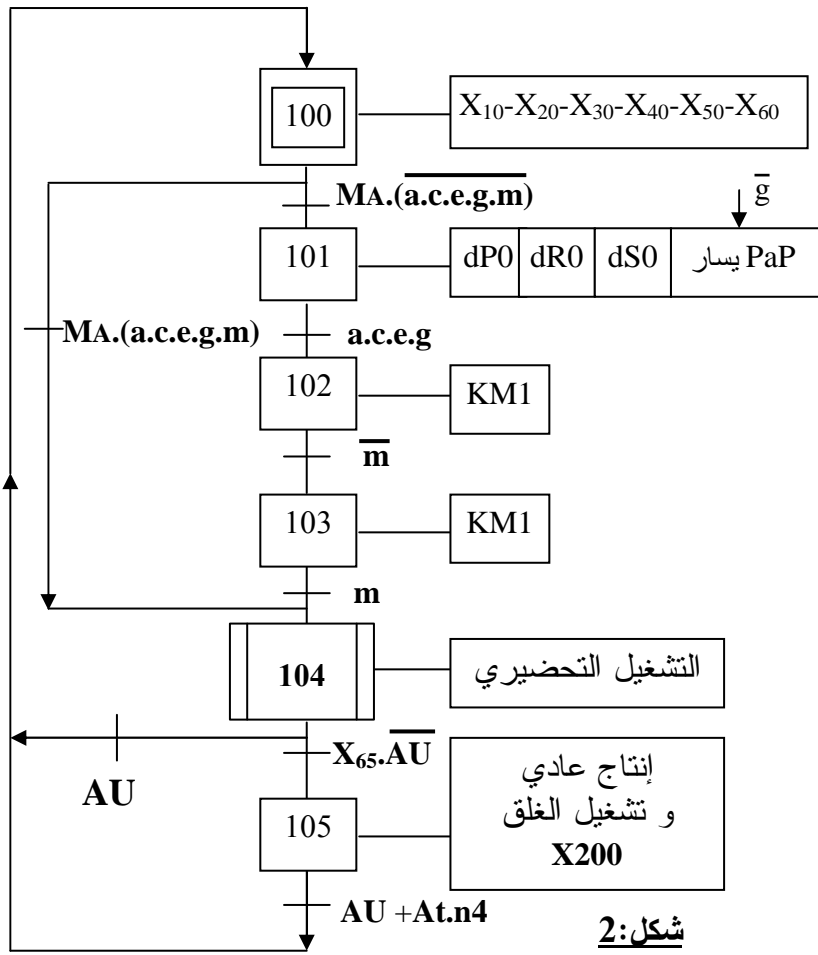 100
X₁₀-X₂₀-X₃₀-X₄₀-X₅₀-X₆₀
MA.(a̅.̅c̅.̅e̅.̅g̅.̅m̅)
g̅
101
dP0 dR0 dS0 PaP يسار
MA.(a.c.e.g.m)
a.c.e.g
102
KM1
m̅
103
KM1
m
104
التشغيل التحضيري
AU
X₆₅.A̅U̅
105
إنتاج عادي
و تشغيل الغلق
X200
AU +At.n4
شكل:2